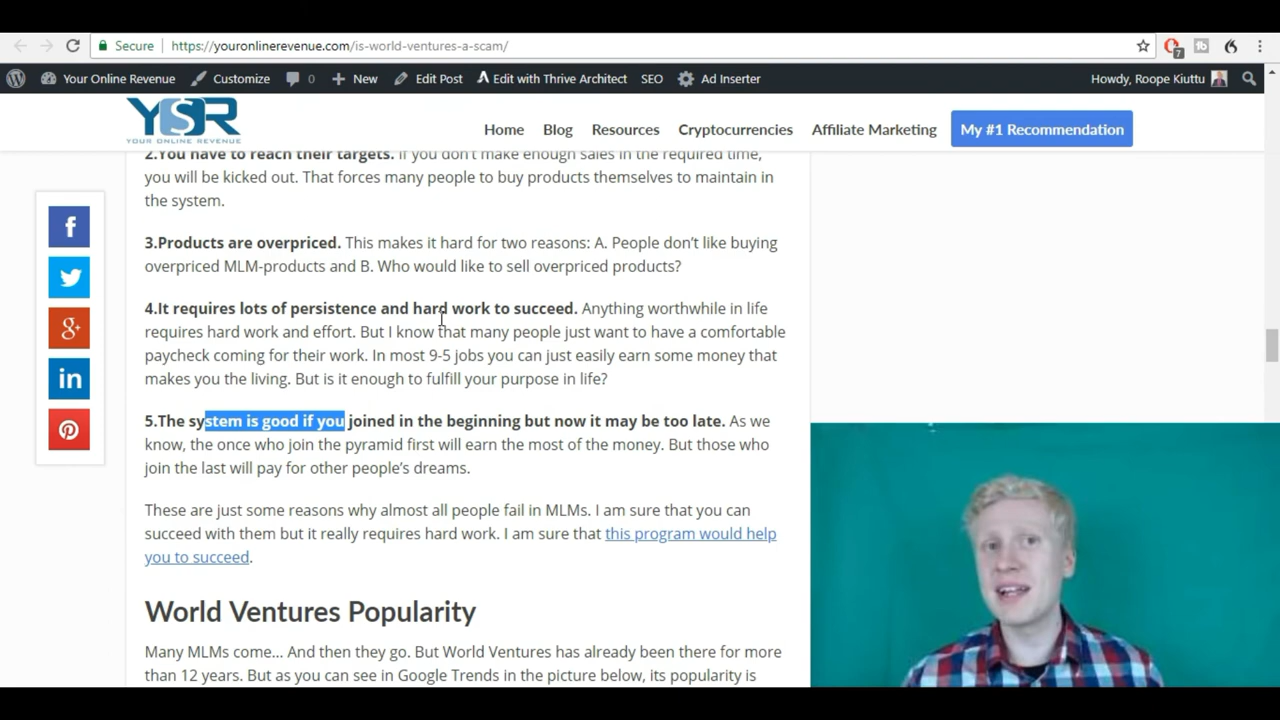 Secure
https://youronlinerevenue.com/is-world-ventures-a-scam/
7
Your Online Revenue
Customize
0
New
Edit Post
Edit with Thrive Architect
SEO
Ad Inserter
Howdy, Roope Kiuttu
Y$R
YOUR ONLINE REVENUE
Home
Blog
Resources
Cryptocurrencies
Affiliate Marketing
My #1 Recommendation
2.You have to reach their targets. If you don't make enough sales in the required time,
you will be kicked out. That forces many people to buy products themselves to maintain in
the system.
3.Products are overpriced. This makes it hard for two reasons: A. People don't like buying
overpriced MLM-products and B. Who would like to sell overpriced products?
4.It requires lots of persistence and hard work to succeed. Anything worthwhile in life
requires hard work and effort. But I know that many people just want to have a comfortable
paycheck coming for their work. In most 9-5 jobs you can just easily earn some money that
makes you the living. But is it enough to fulfill your purpose in life?
5.The system is good if you joined in the beginning but now it may be too late. As we
know, the once who join the pyramid first will earn the most of the money. But those who
join the last will pay for other people's dreams.
These are just some reasons why almost all people fail in MLMs. I am sure that you can
succeed with them but it really requires hard work. I am sure that this program would help
you to succeed.
World Ventures Popularity
Many MLMs come... And then they go. But World Ventures has already been there for more
than 12 years. But as you can see in Google Trends in the picture below, its popularity is